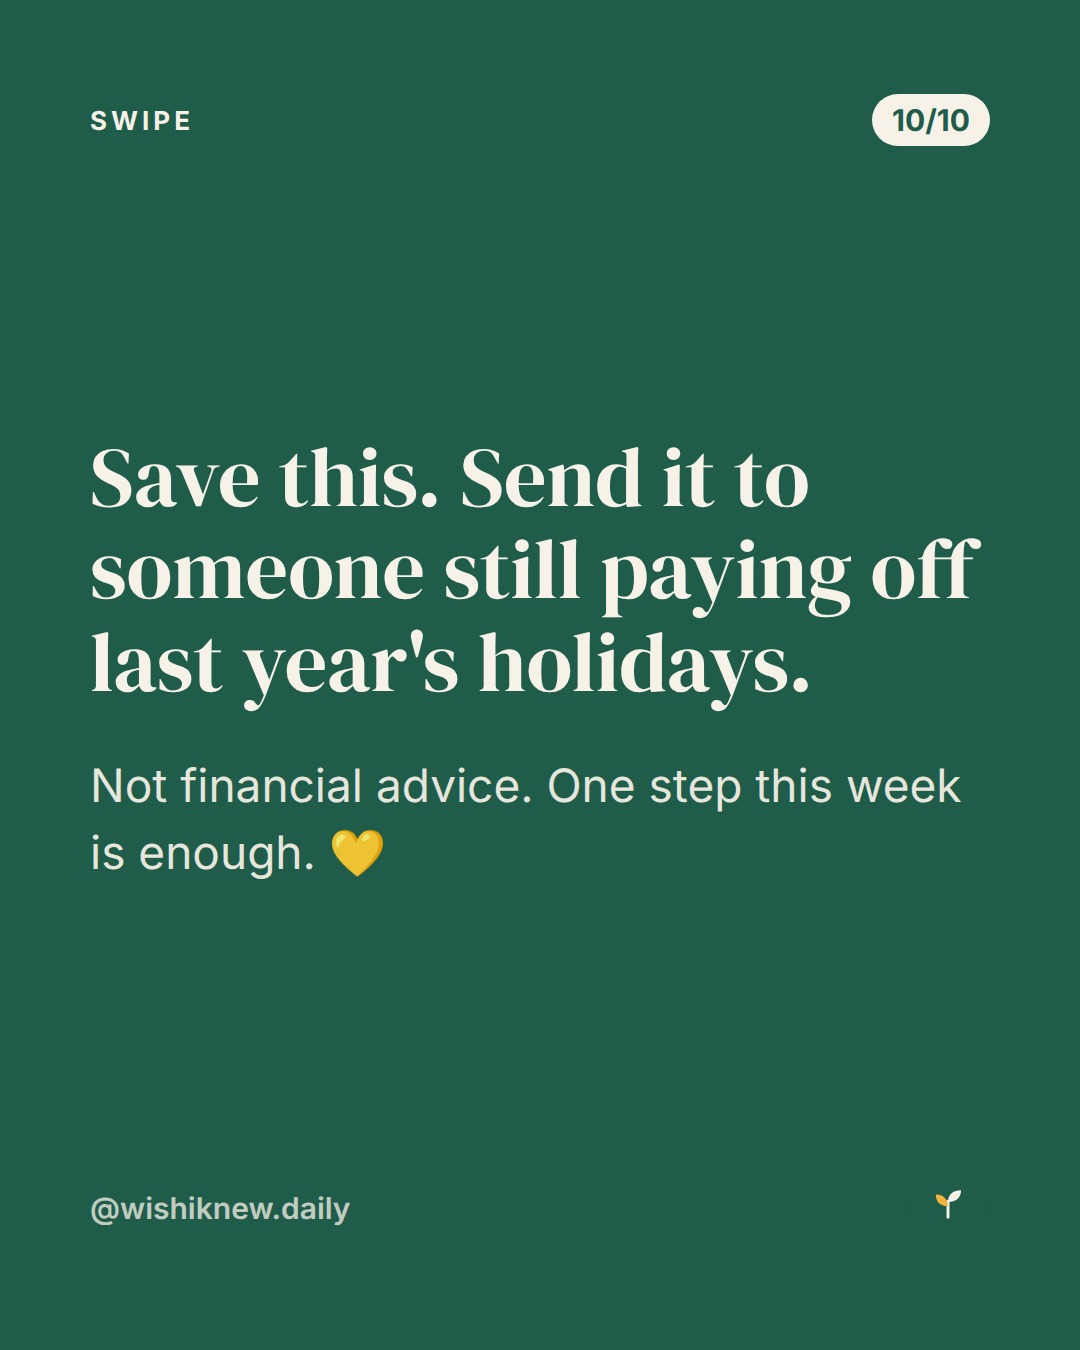 SWIPE
10/10
Save this. Send it to
someone still paying off
last year's holidays.
Not financial advice. One step this week
is enough. 💛
@wishiknew.daily